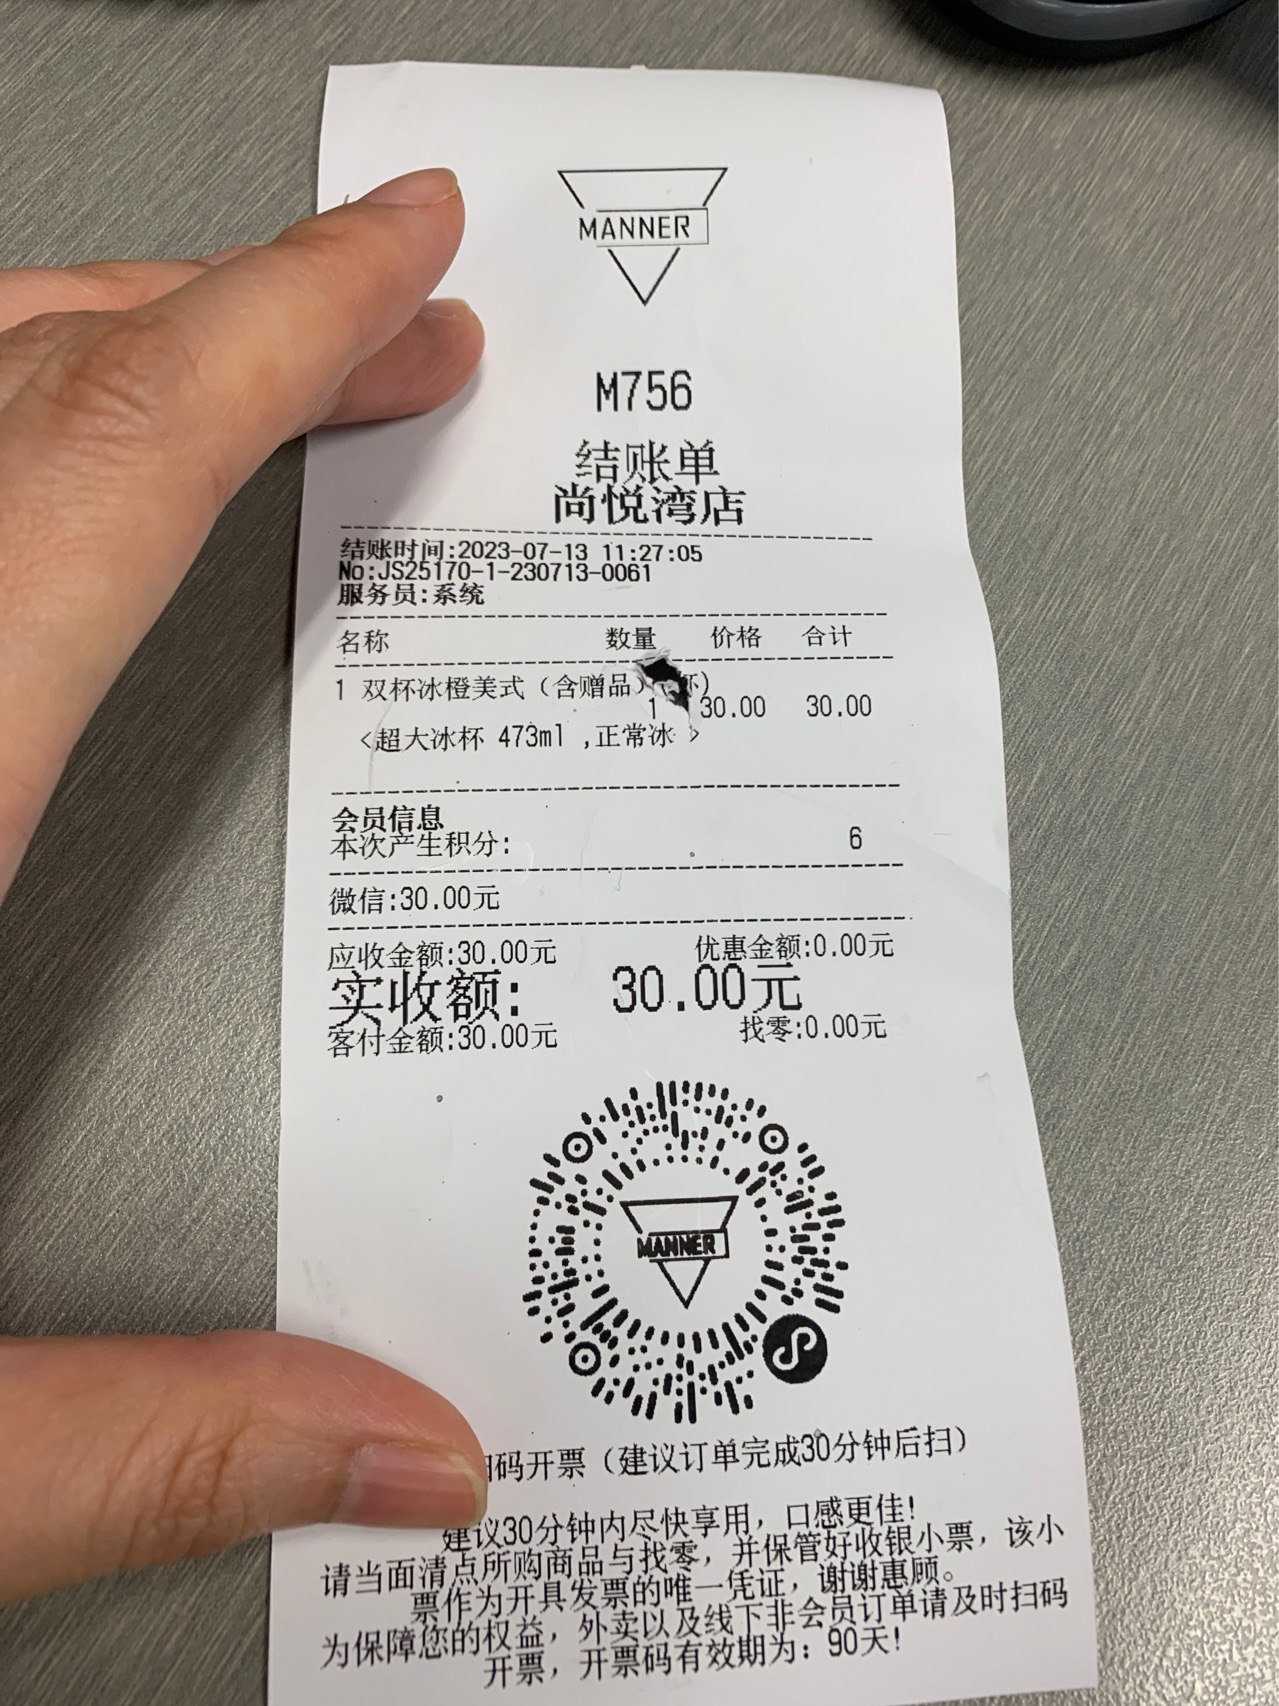 MANNER
M756
结账单
尚悦湾店
结账时间:2023-07-13 11:27:05
No:JS25170-1-230713-0061
服务员:系统
名称 数量 价格 合计
1 双杯冰橙美式（含赠品） 杯)
1 30.00 30.00
<超大冰杯 473ml ,正常冰 >
会员信息
本次产生积分: 6
微信:30.00元
应收金额:30.00元 优惠金额:0.00元
实收额: 30.00元
客付金额:30.00元 找零:0.00元
MANNER
码开票（建议订单完成30分钟后扫）
建议30分钟内尽快享用，口感更佳！
请当面清点所购商品与找零，并保管好收银小票，该小
票作为开具发票的唯一凭证，谢谢惠顾。
为保障您的权益，外卖以及线下非会员订单请及时扫码
开票，开票码有效期为：90天！